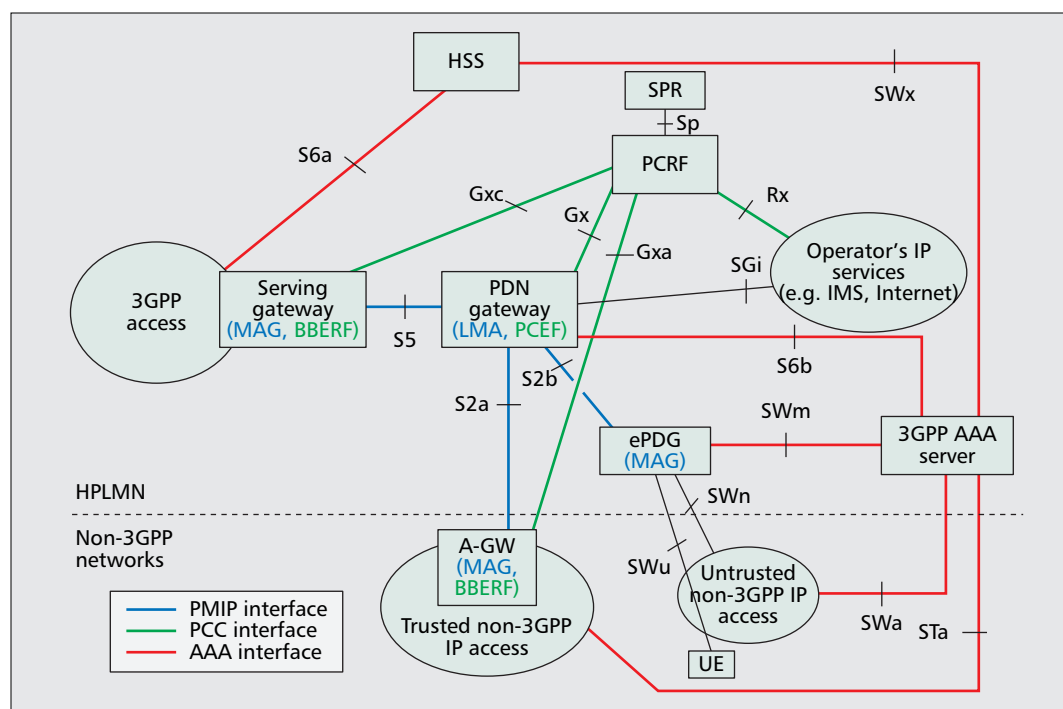 HSS
SWx
SPR
Sp
S6a
PCRF
Gxc
Rx
Gx
Gxa
Operator's IP
services
(e.g. IMS, Internet)
SGi
3GPP
access
Serving
gateway
(MAG, BBERF)
S5
PDN
gateway
(LMA, PCEF)
S6b
S2b
S2a
SWm
ePDG
(MAG)
3GPP AAA
server
HPLMN
SWn
Non-3GPP
networks
A-GW
(MAG,
BBERF)
SWu
Untrusted
non-3GPP IP
access
SWa
STa
Trusted non-3GPP
IP access
UE
PMIP interface
PCC interface
AAA interface